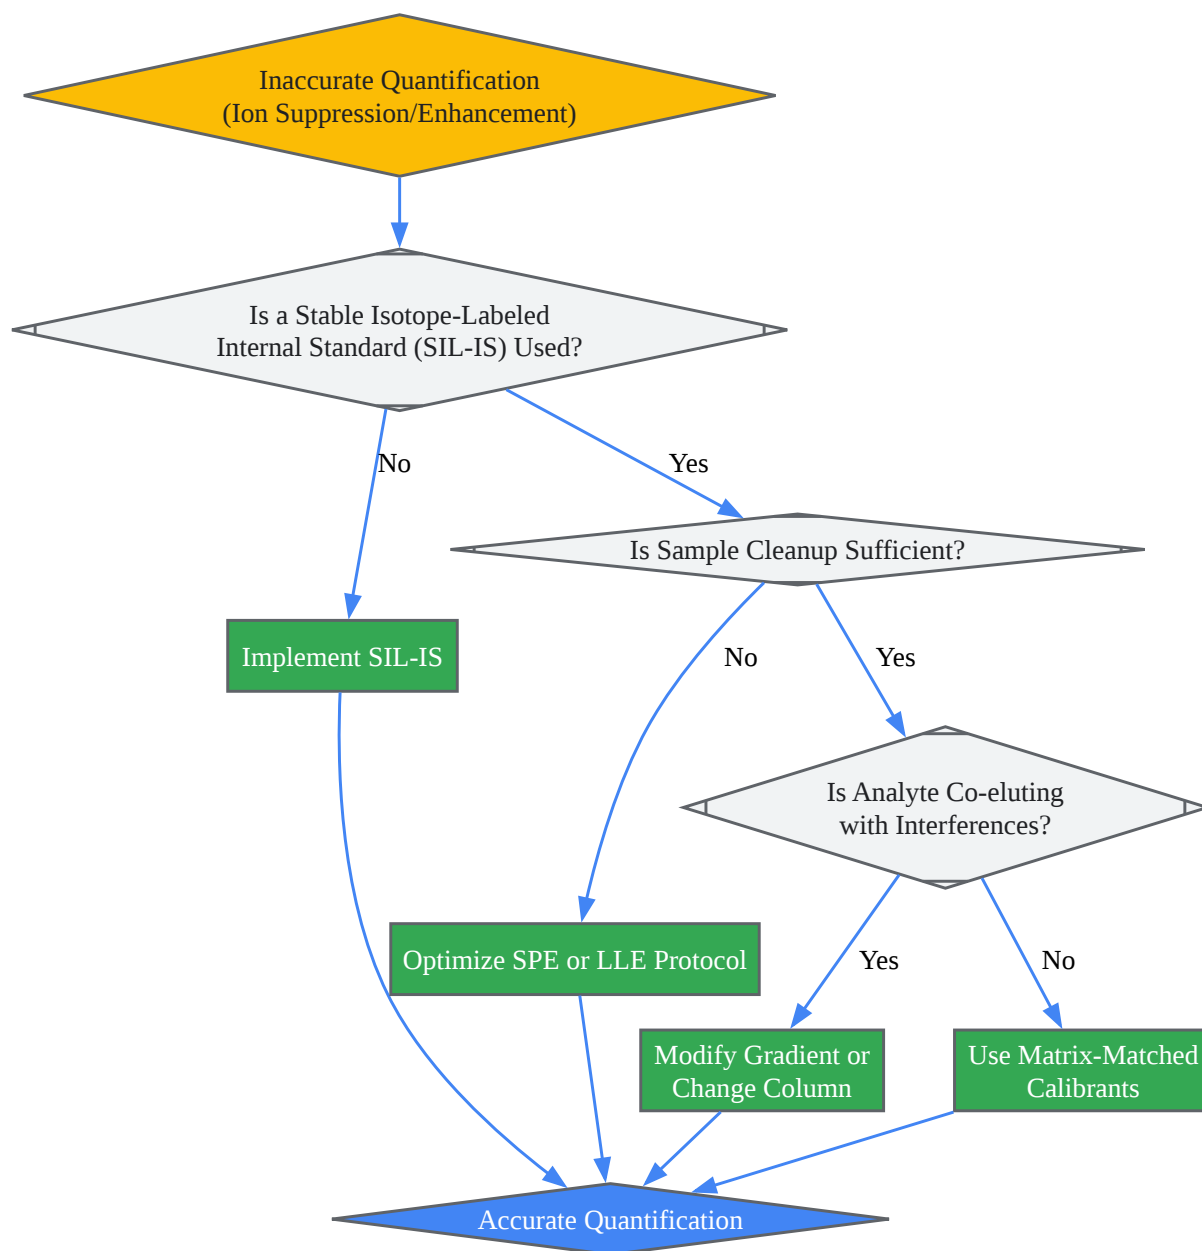 Inaccurate Quantification
(Ion Suppression/Enhancement)
Is a Stable Isotope-Labeled
Internal Standard (SIL-IS) Used?
No
Yes
Is Sample Cleanup Sufficient?
Implement SIL-IS
No
Yes
Is Analyte Co-eluting
with Interferences?
Optimize SPE or LLE Protocol
Yes
No
Modify Gradient or
Change Column
Use Matrix-Matched
Calibrants
Accurate Quantification